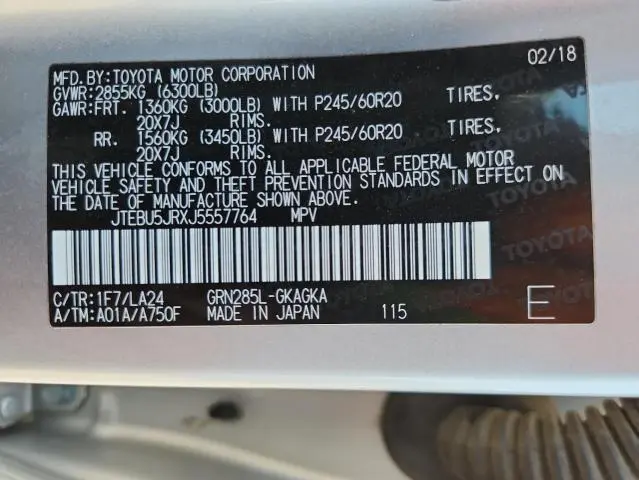 02/18
MFD.BY:TOYOTA MOTOR CORPORATION
GVWR:2855KG (6300LB)
GAWR:FRT. 1360KG (3000LB) WITH P245/60R20 TIRES,
20X7J RIMS.
RR. 1560KG (3450LB) WITH P245/60R20 TIRES,
20X7J RIMS.
THIS VEHICLE CONFORMS TO ALL APPLICABLE FEDERAL MOTOR
VEHICLE SAFETY AND THEFT PREVENTION STANDARDS IN EFFECT ON
THE DATE OF MANUFACTURE SHOWN ABOVE.
JTEBU5JRXJ5557764 MPV
C/TR:1F7/LA24 GRN285L-GKAGKA
A/TM:A01A/A750F MADE IN JAPAN 115 E